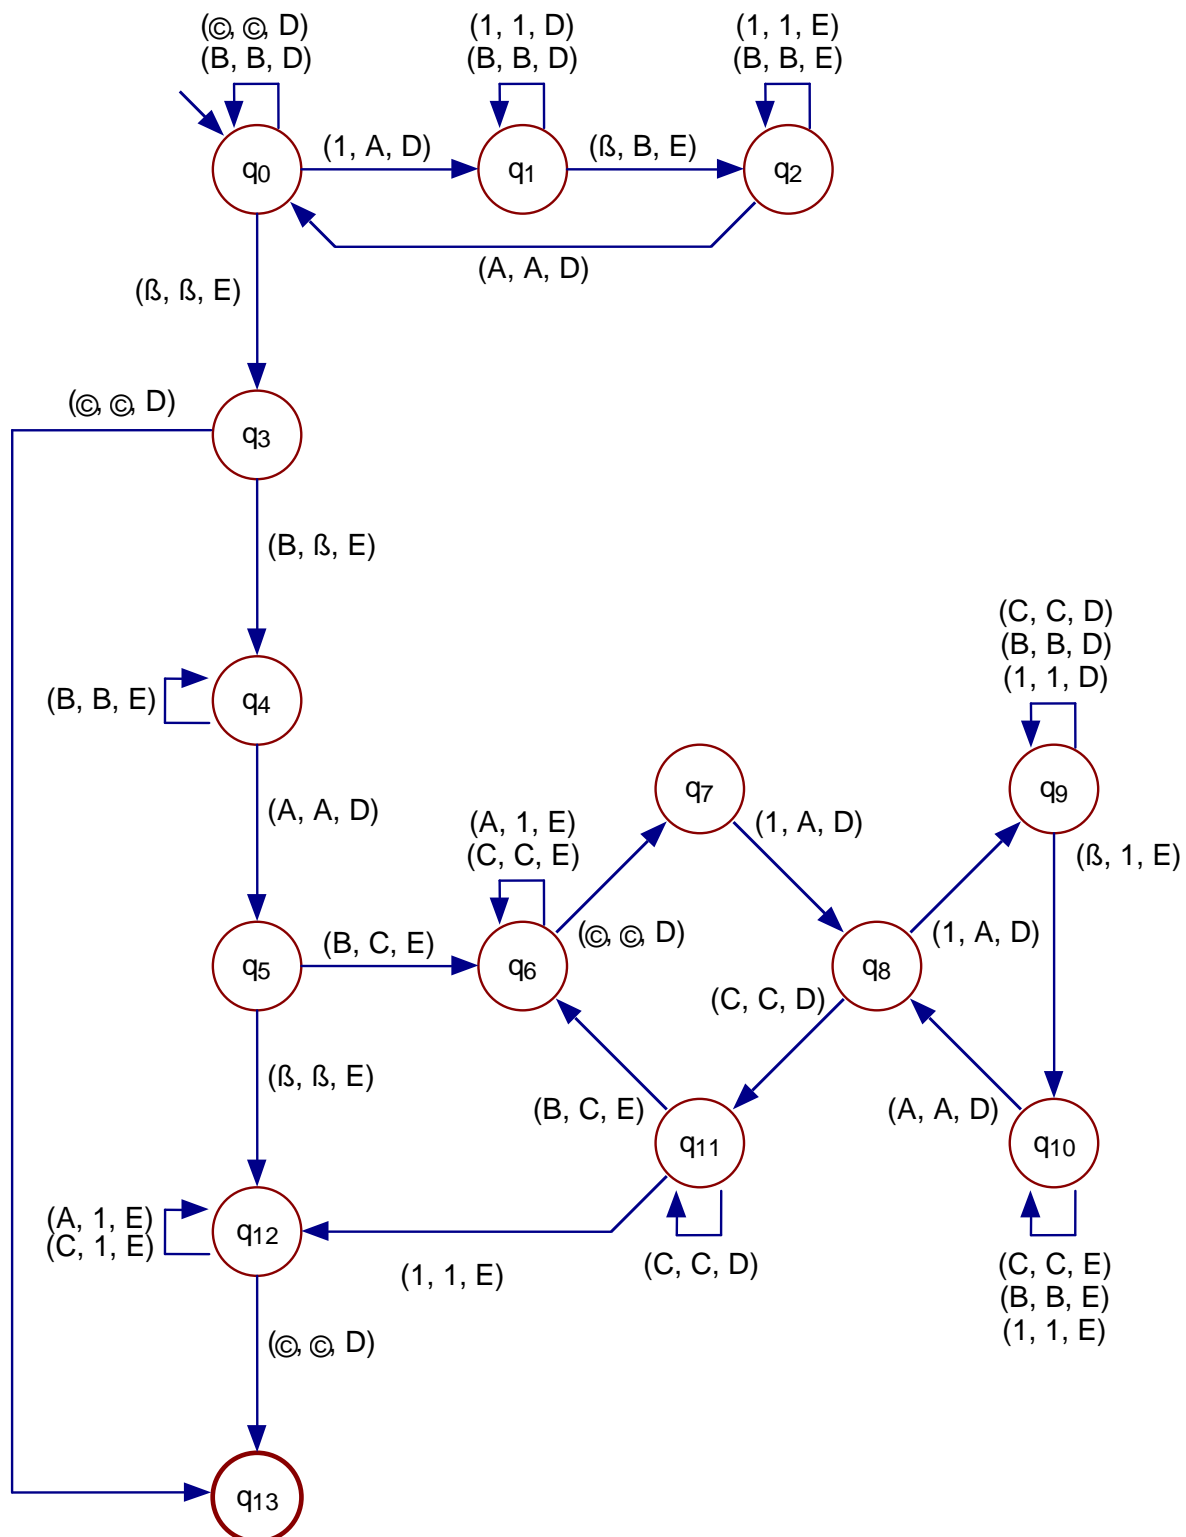 (©, ©, D)
(B, B, D)
(1, 1, D)
(B, B, D)
(1, 1, E)
(B, B, E)
q0
(1, A, D)
q1
(ß, B, E)
q2
(A, A, D)
(ß, ß, E)
(©, ©, D)
q3
(B, ß, E)
(B, B, E)
q4
(C, C, D)
(B, B, D)
(1, 1, D)
(A, A, D)
(A, 1, E)
(C, C, E)
q7
(1, A, D)
q9
(ß, 1, E)
q5
(B, C, E)
q6
(©, ©, D)
q8
(1, A, D)
(C, C, D)
(ß, ß, E)
(B, C, E)
q11
(A, A, D)
q10
(A, 1, E)
(C, 1, E)
q12
(1, 1, E)
(C, C, D)
(C, C, E)
(B, B, E)
(1, 1, E)
(©, ©, D)
q13